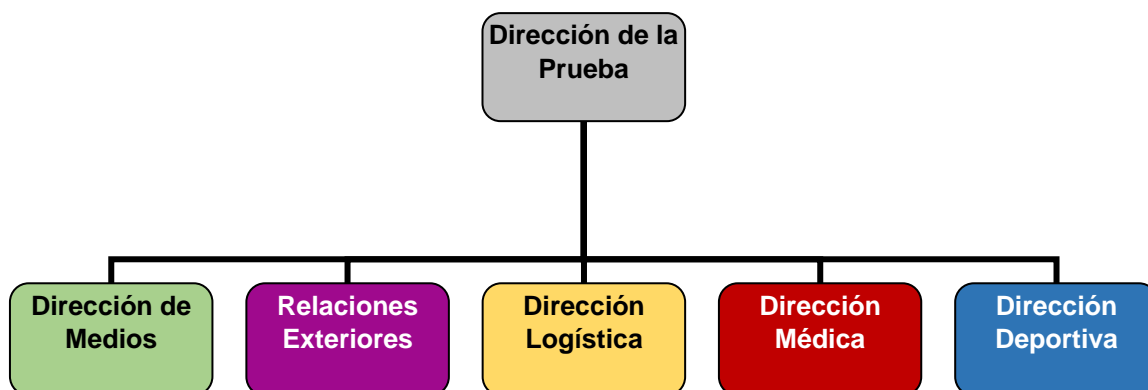 Dirección de la
Prueba
Dirección de
Medios
Relaciones
Exteriores
Dirección
Logística
Dirección
Médica
Dirección
Deportiva